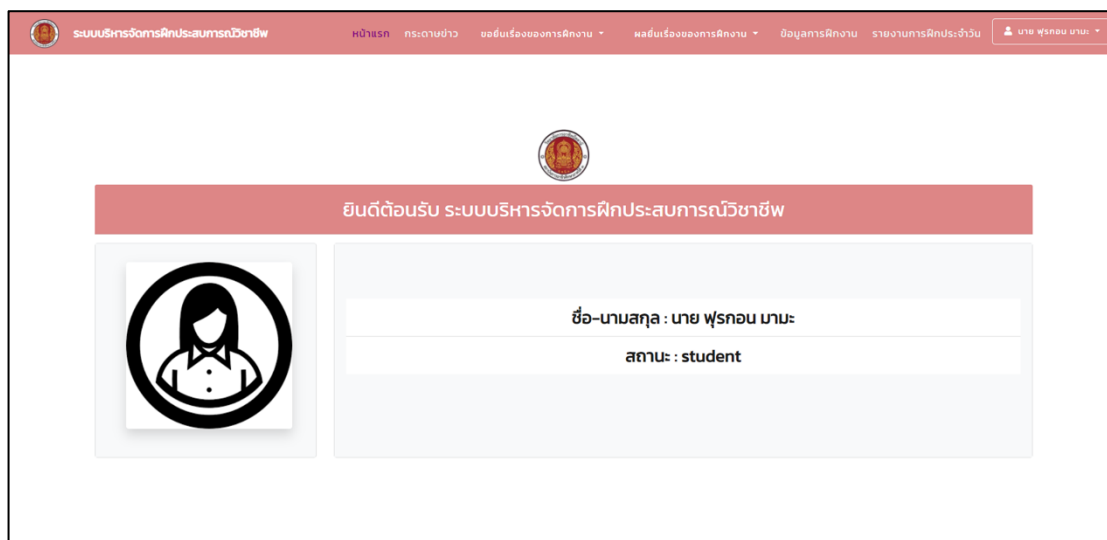 ระบบบริหารจัดการฝึกประสบการณ์วิชาชีพ หน้าแรก กระดาษข่าว ขอยื่นเรื่องของการฝึกงาน ผลยื่นเรื่องของการฝึกงาน ข้อมูลการฝึกงาน รายงานการฝึกประจำวัน นาย ฟุรกอน มามะ
ยินดีต้อนรับ ระบบบริหารจัดการฝึกประสบการณ์วิชาชีพ
ชื่อ-นามสกุล : นาย ฟุรกอน มามะ
สถานะ : student